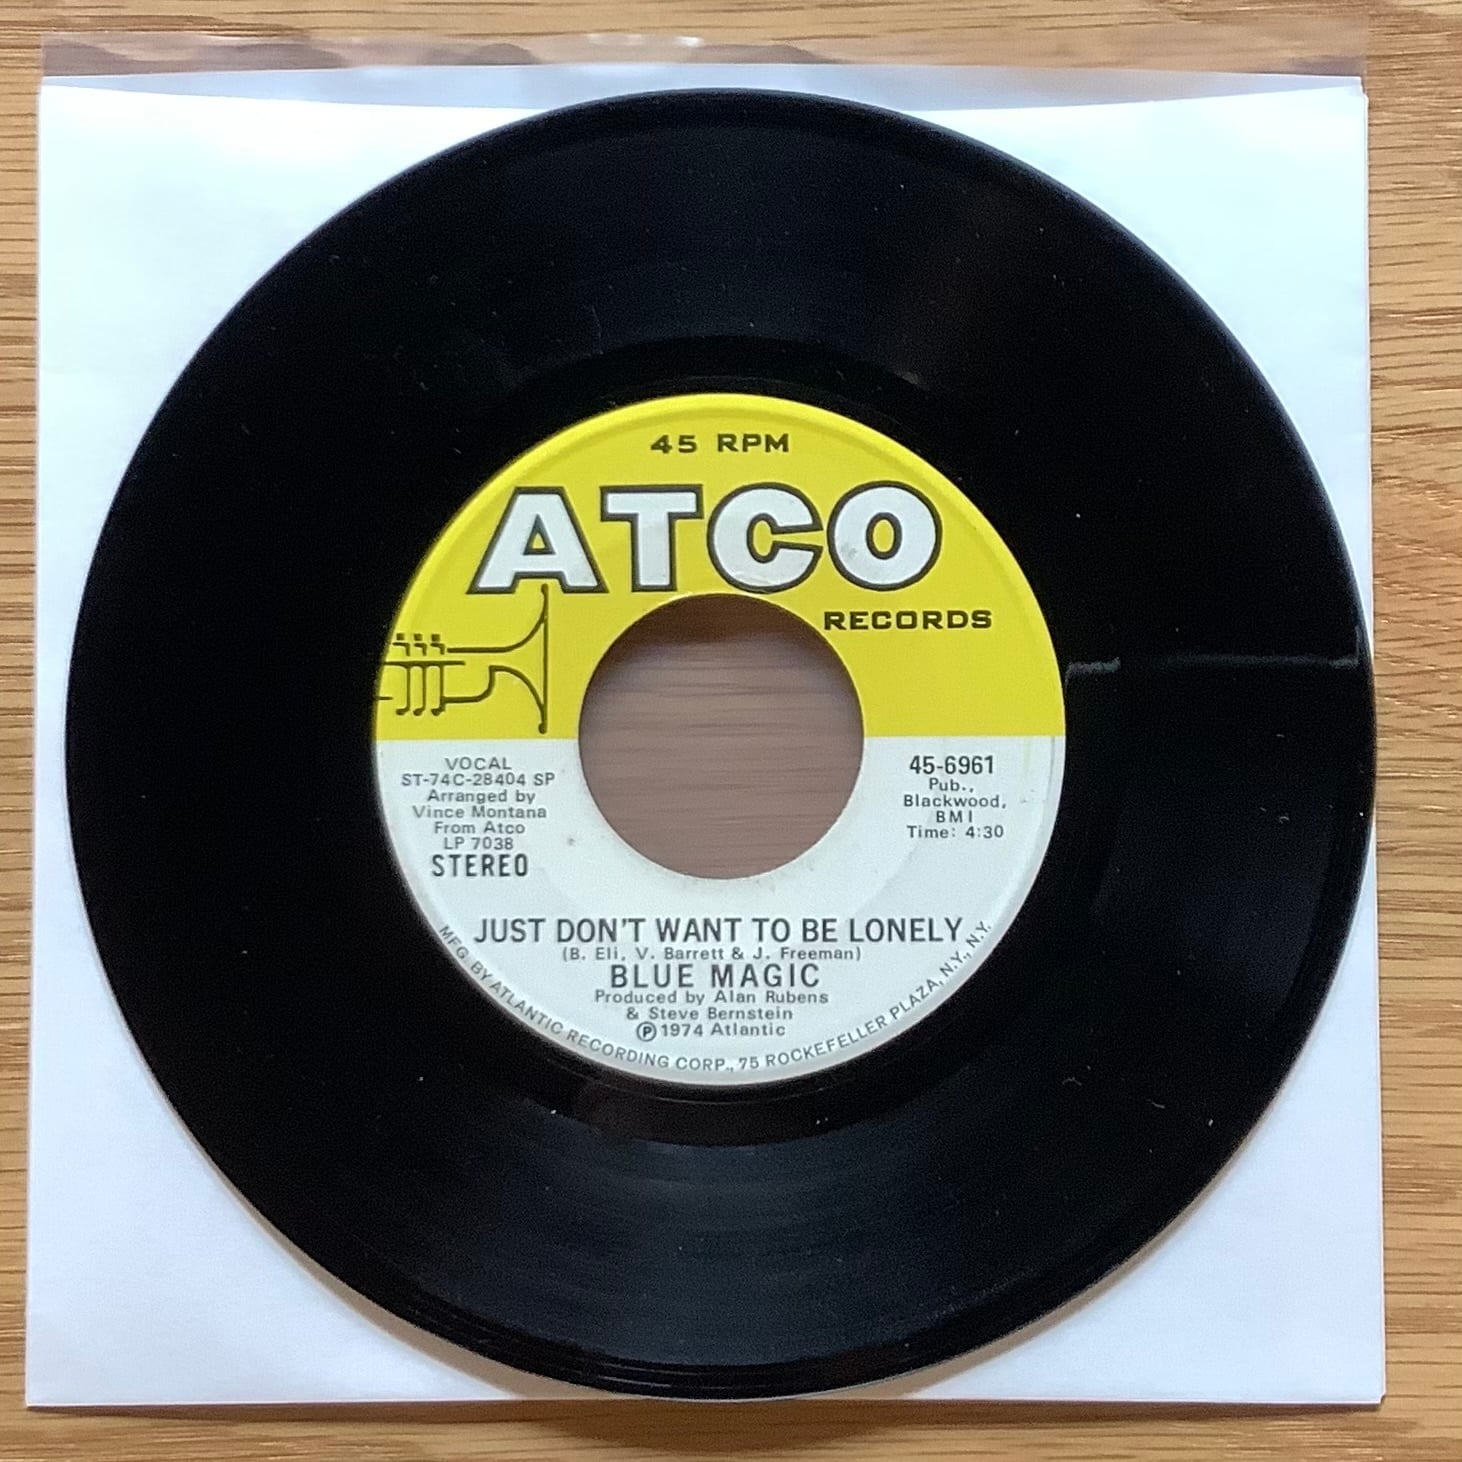 45 RPM
ATCO
RECORDS
VOCAL
ST-74C-28404 SP
Arranged by
Vince Montana
From Atco
LP 7038
STEREO
45-6961
Pub.,
Blackwood,
BMI
Time: 4:30
JUST DON'T WANT TO BE LONELY
(B. Eli, V. Barrett & J. Freeman)
BLUE MAGIC
Produced by Alan Rubens
& Steve Bernstein
Ⓟ1974 Atlantic
MFG. BY ATLANTIC RECORDING CORP., 75 ROCKEFELLER PLAZA, N.Y., N.Y.